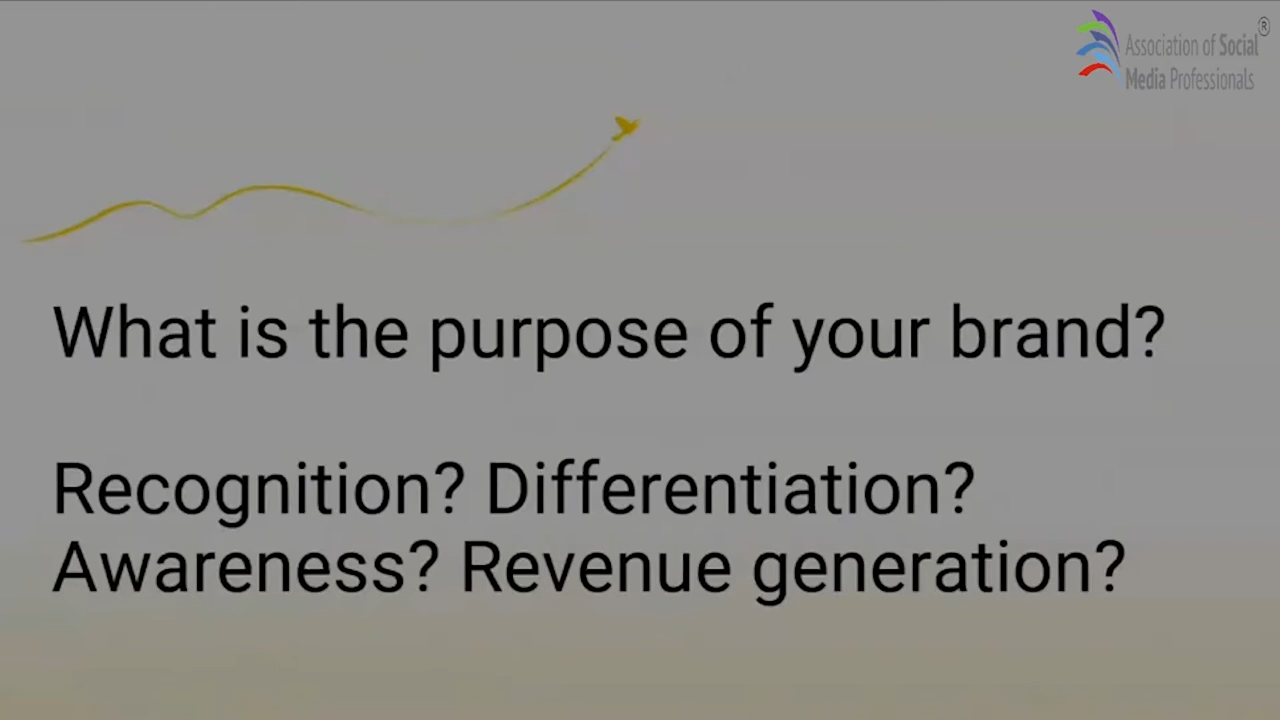 Association of Social
Media Professionals
®
What is the purpose of your brand?
Recognition? Differentiation?
Awareness? Revenue generation?